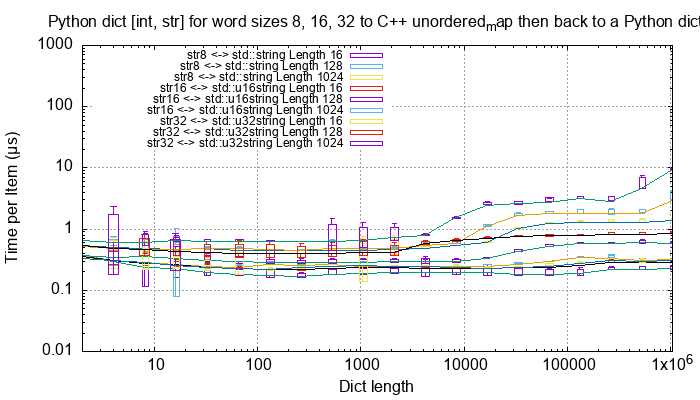 Python dict [int, str] for word sizes 8, 16, 32 to C++ unorderedmap then back to a Python dict
1000
100
10
1
0.1
0.01
Time per Item (µs)
str8 <-> std::string Length 16
str8 <-> std::string Length 128
str8 <-> std::string Length 1024
str16 <-> std::u16string Length 16
str16 <-> std::u16string Length 128
str16 <-> std::u16string Length 1024
str32 <-> std::u32string Length 16
str32 <-> std::u32string Length 128
str32 <-> std::u32string Length 1024
10 100 1000 10000 100000 1x10⁶
Dict length